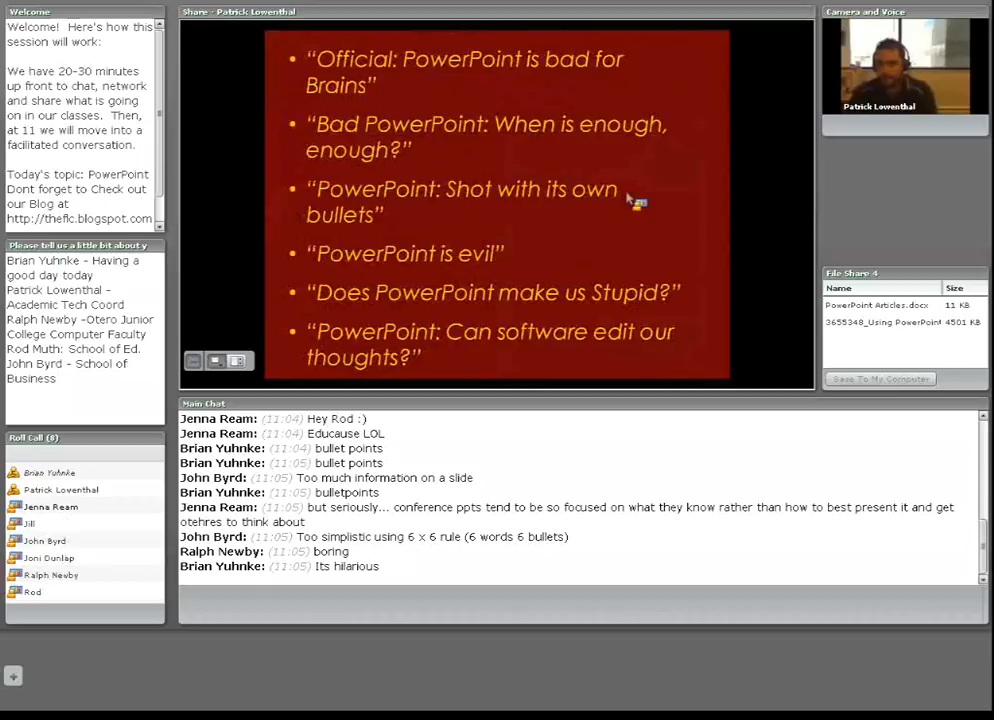 Welcome
Welcome!  Here's how this
session will work:
We have 20-30 minutes
up front to chat, network
and share what is going
on in our classes.  Then,
at 11 we will move into a
facilitated conversation.
Today's topic: PowerPoint
Dont forget to Check out
our Blog at
http://theflc.blogspot.com
Please tell us a little bit about y
Brian Yuhnke - Having a
good day today
Patrick Lowenthal -
Academic Tech Coord
Ralph Newby -Otero Junior
College Computer Faculty
Rod Muth: School of Ed.
John Byrd - School of
Business
Roll Call (8)
Brian Yuhnke
Patrick Lowenthal
Jenna Ream
Jill
John Byrd
Joni Dunlap
Ralph Newby
Rod
Share - Patrick Lowenthal
• “Official: PowerPoint is bad for
Brains”
• “Bad PowerPoint: When is enough,
enough?”
• “PowerPoint: Shot with its own
bullets”
• “PowerPoint is evil”
• “Does PowerPoint make us Stupid?”
• “PowerPoint: Can software edit our
thoughts?”
Main Chat
Jenna Ream: (11:04) Hey Rod :)
Jenna Ream: (11:04) Educause LOL
Brian Yuhnke: (11:04) bullet points
Brian Yuhnke: (11:05) bullet points
John Byrd: (11:05) Too much information on a slide
Brian Yuhnke: (11:05) bulletpoints
Jenna Ream: (11:05) but seriously... conference ppts tend to be so focused on what they know rather than how to best present it and get
otehres to think about
John Byrd: (11:05) Too simplistic using 6 x 6 rule (6 words 6 bullets)
Ralph Newby: (11:05) boring
Brian Yuhnke: (11:05) Its hilarious
Camera and Voice
Patrick Lowenthal
File Share 4
Name Size
PowerPoint Articles.docx 11 KB
3655348_Using PowerPoint 4501 KB
Save To My Computer